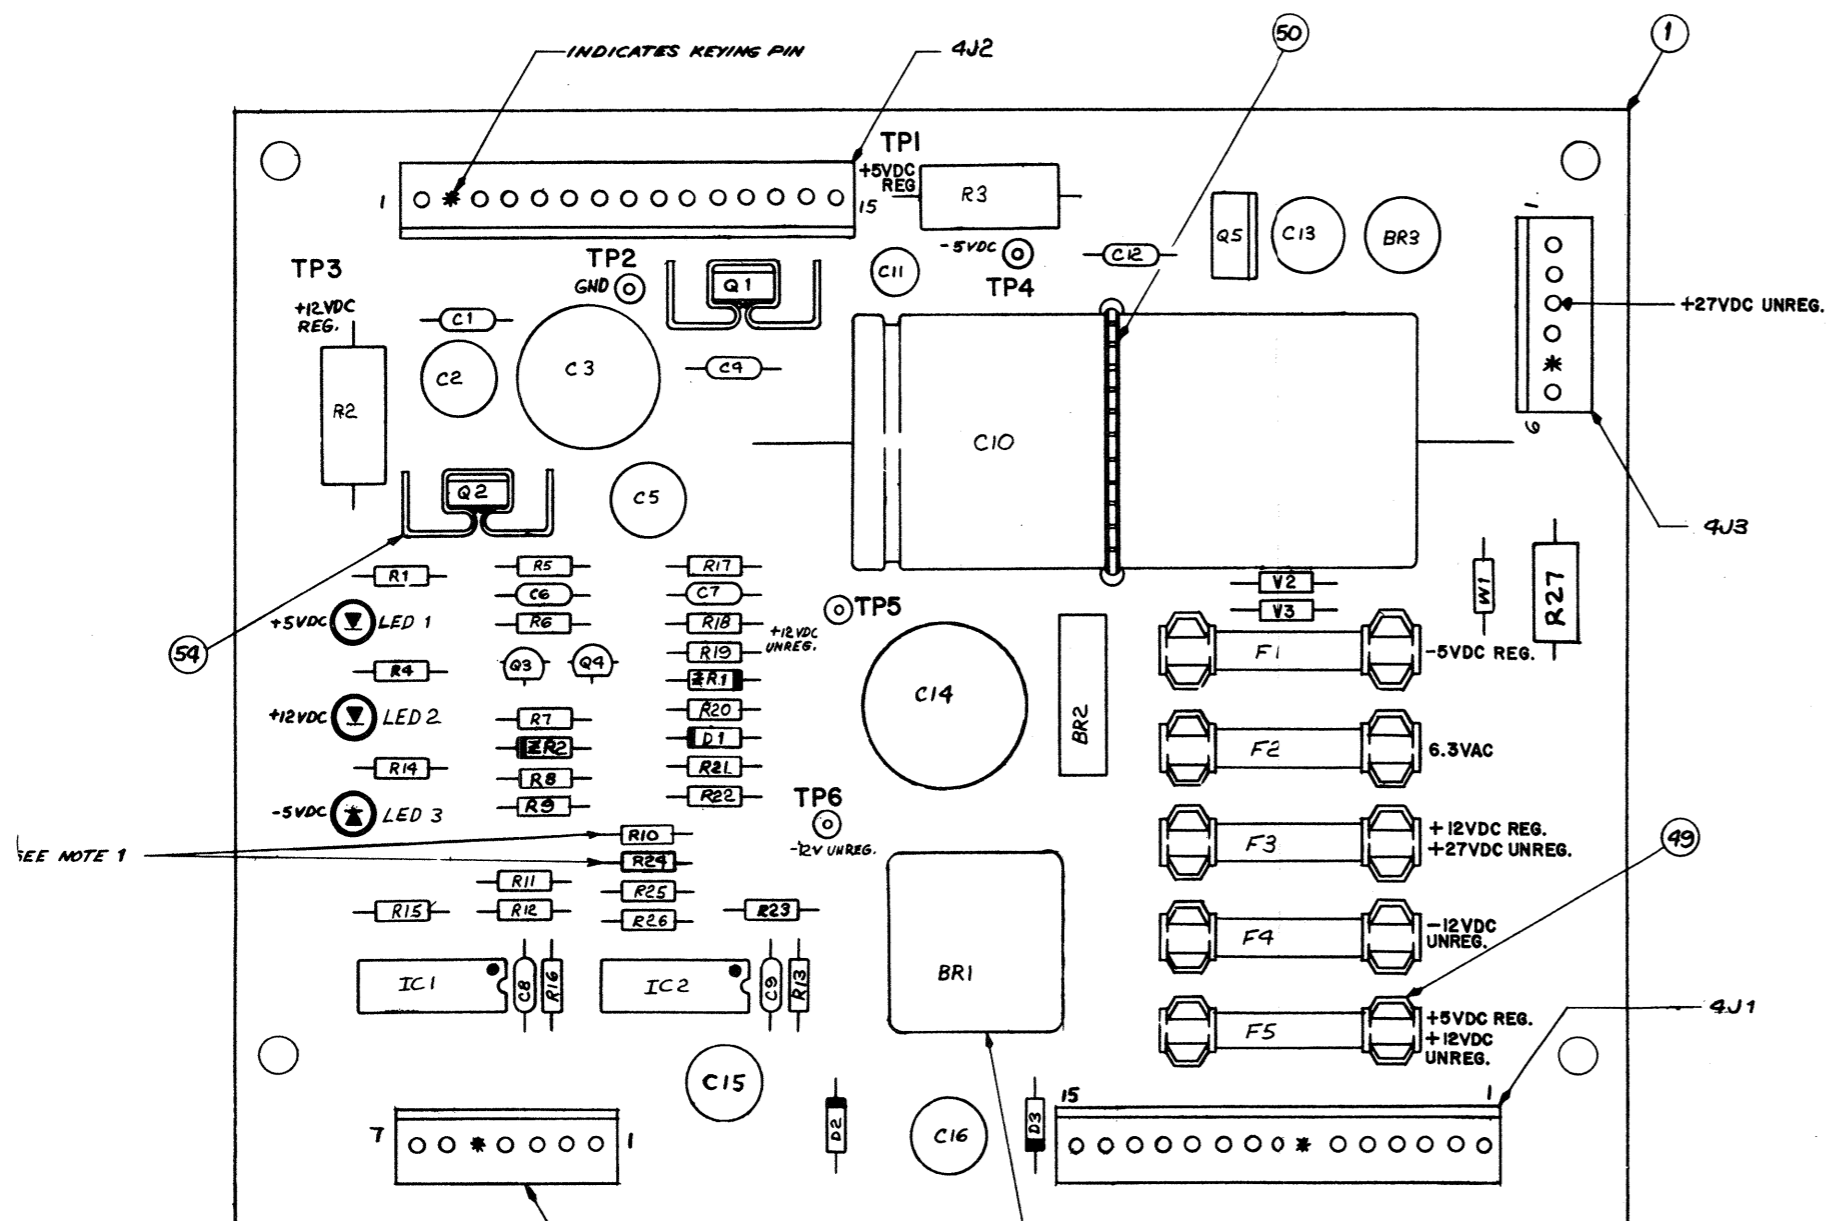 INDICATES KEYING PIN
4J2
50
1
TP1
+5VDC
REG
1
15
R3
-5VDC
TP4
C12
Q5
C13
BR3
1
6
+27VDC UNREG.
4J3
TP3
+12VDC
REG.
TP2
GND
Q1
C11
C1
C2
C3
C4
R2
C10
Q2
C5
54
R1
+5VDC
LED 1
R4
+12VDC
LED 2
R14
-5VDC
LED 3
R5
C6
R6
Q3
Q4
R7
ZR2
R8
R9
R17
C7
R18
R19
ZR1
R20
D1
R21
R22
TP5
+12VDC
UNREG.
C14
BR2
V2
V3
W1
R27
F1
-5VDC REG.
F2
6.3VAC
F3
+12VDC REG.
+27VDC UNREG.
49
F4
-12VDC
UNREG.
F5
+5VDC REG.
+12VDC
UNREG.
4J1
TP6
-12V UNREG.
SEE NOTE 1
R10
R24
R25
R26
R11
R12
R15
R23
IC1
C8
R16
IC2
C9
R13
BR1
C15
7
1
D2
C16
D3
15
1